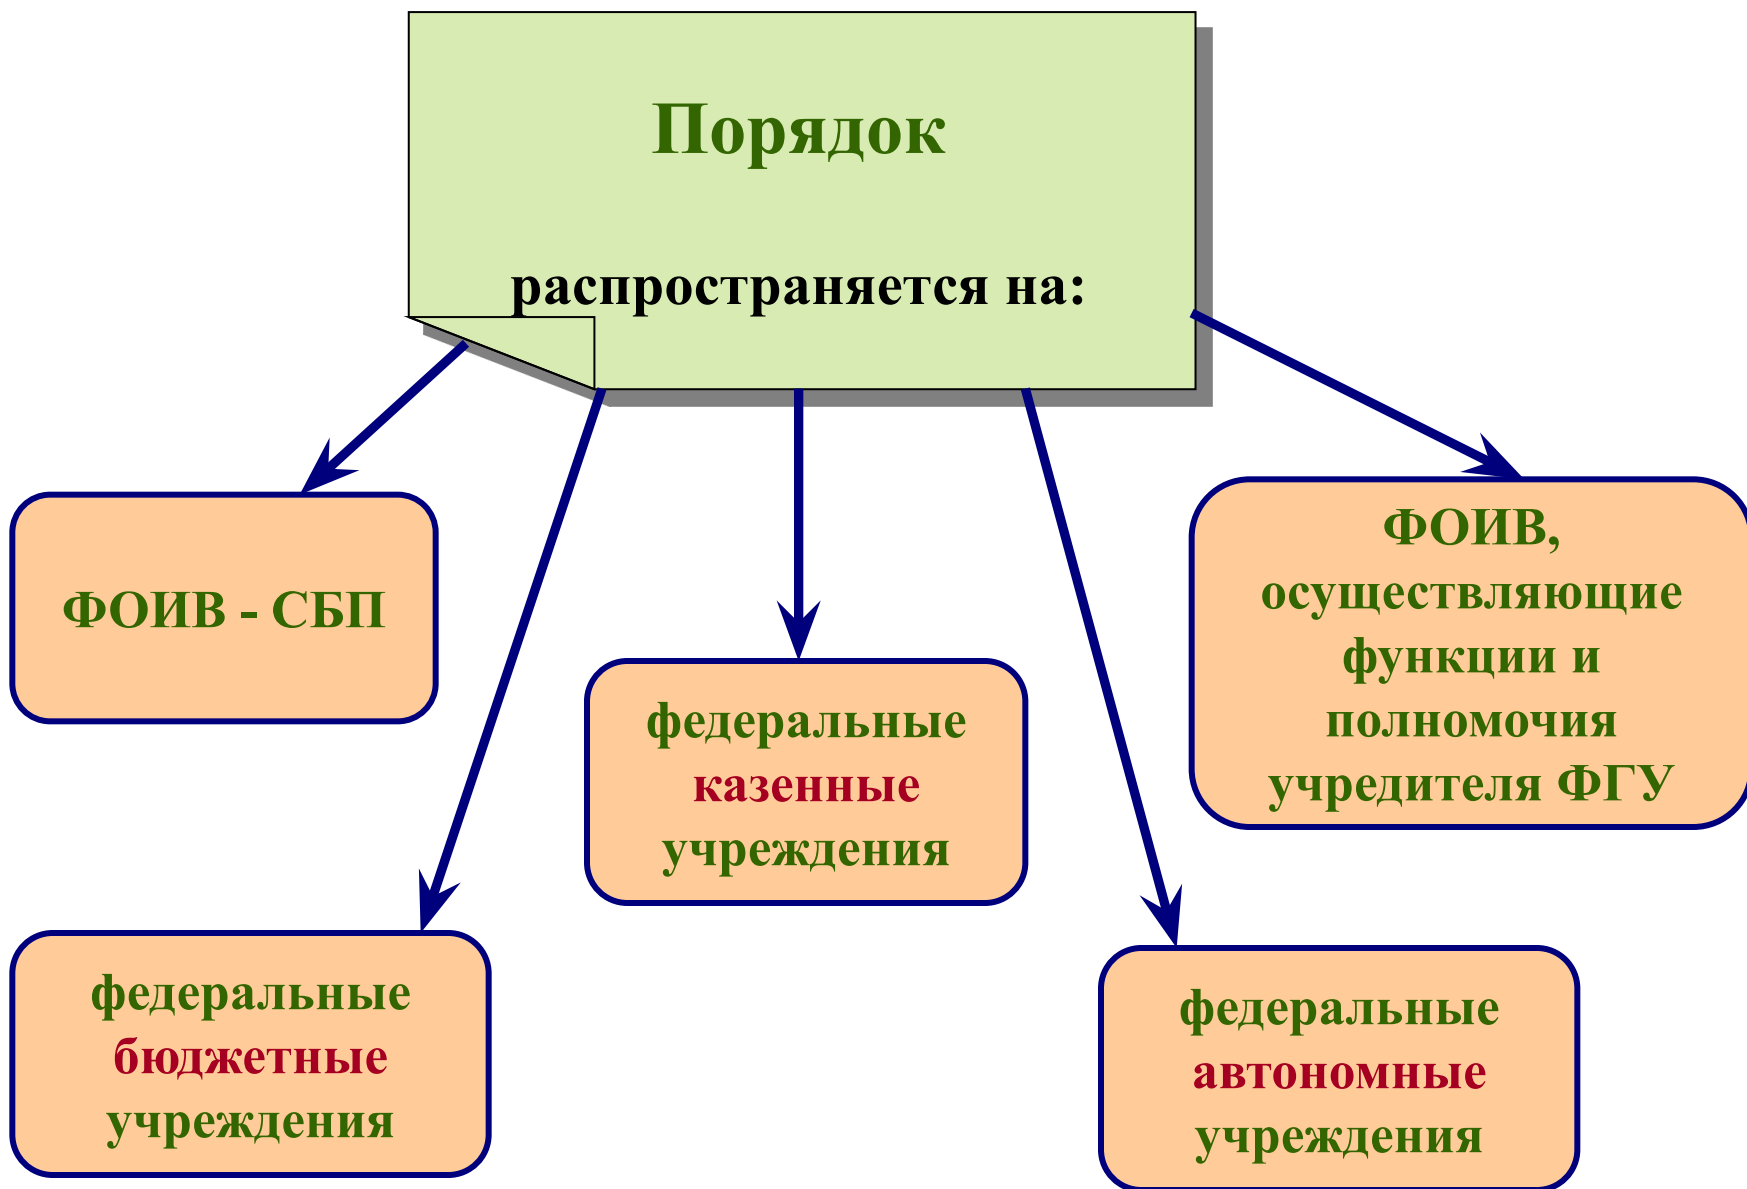 Порядок
распространяется на:
ФОИВ - СБП
ФОИВ,
осуществляющие
функции и
полномочия
учредителя ФГУ
федеральные
казенные
учреждения
федеральные
бюджетные
учреждения
федеральные
автономные
учреждения